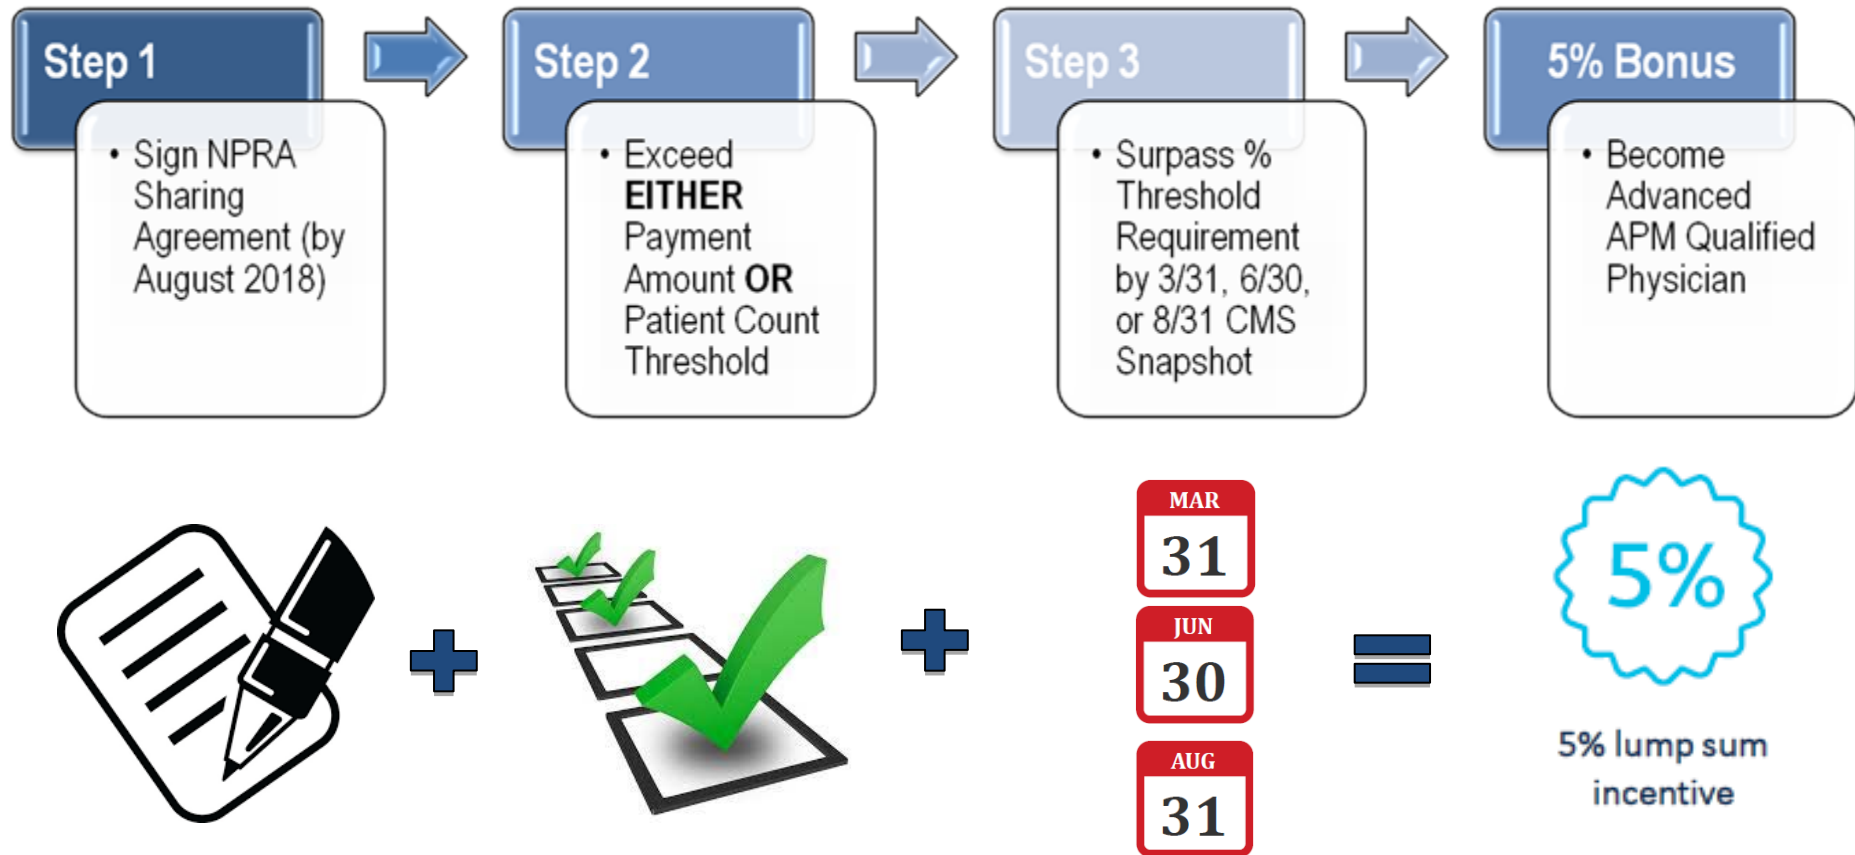 Step 1
• Sign NPRA
Sharing
Agreement (by
August 2018)
Step 2
• Exceed
EITHER
Payment
Amount OR
Patient Count
Threshold
Step 3
• Surpass %
Threshold
Requirement
by 3/31, 6/30,
or 8/31 CMS
Snapshot
5% Bonus
• Become
Advanced
APM Qualified
Physician
MAR
31
JUN
30
AUG
31
5%
5% lump sum
incentive